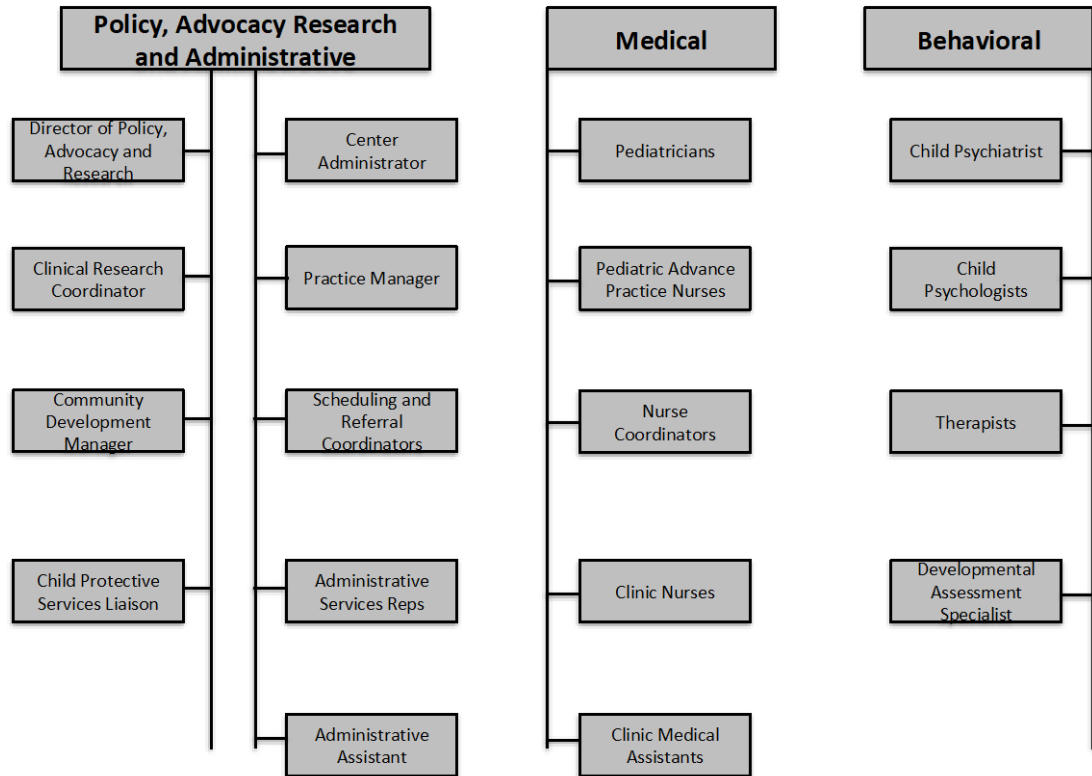 Policy, Advocacy Research
and Administrative
Director of Policy,
Advocacy and
Research
Clinical Research
Coordinator
Community
Development
Manager
Child Protective
Services Liaison
Center
Administrator
Practice Manager
Scheduling and
Referral
Coordinators
Administrative
Services Reps
Administrative
Assistant
Medical
Pediatricians
Pediatric Advance
Practice Nurses
Nurse
Coordinators
Clinic Nurses
Clinic Medical
Assistants
Behavioral
Child Psychiatrist
Child
Psychologists
Therapists
Developmental
Assessment
Specialist